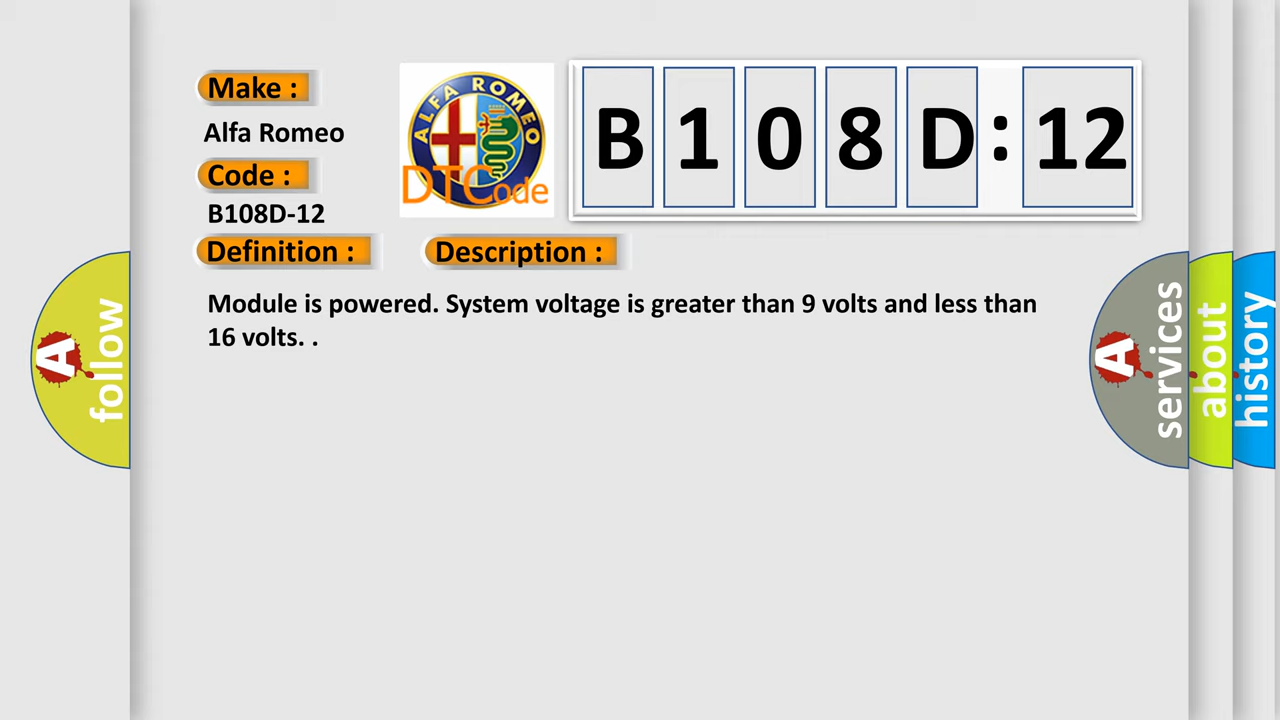 Make :
Alfa Romeo
Code :
B108D-12
ALFA ROMEO
DTCode
B108D:12
Definition :
Description :
Module is powered. System voltage is greater than 9 volts and less than
16 volts. .
A
follow
A
services
about
history